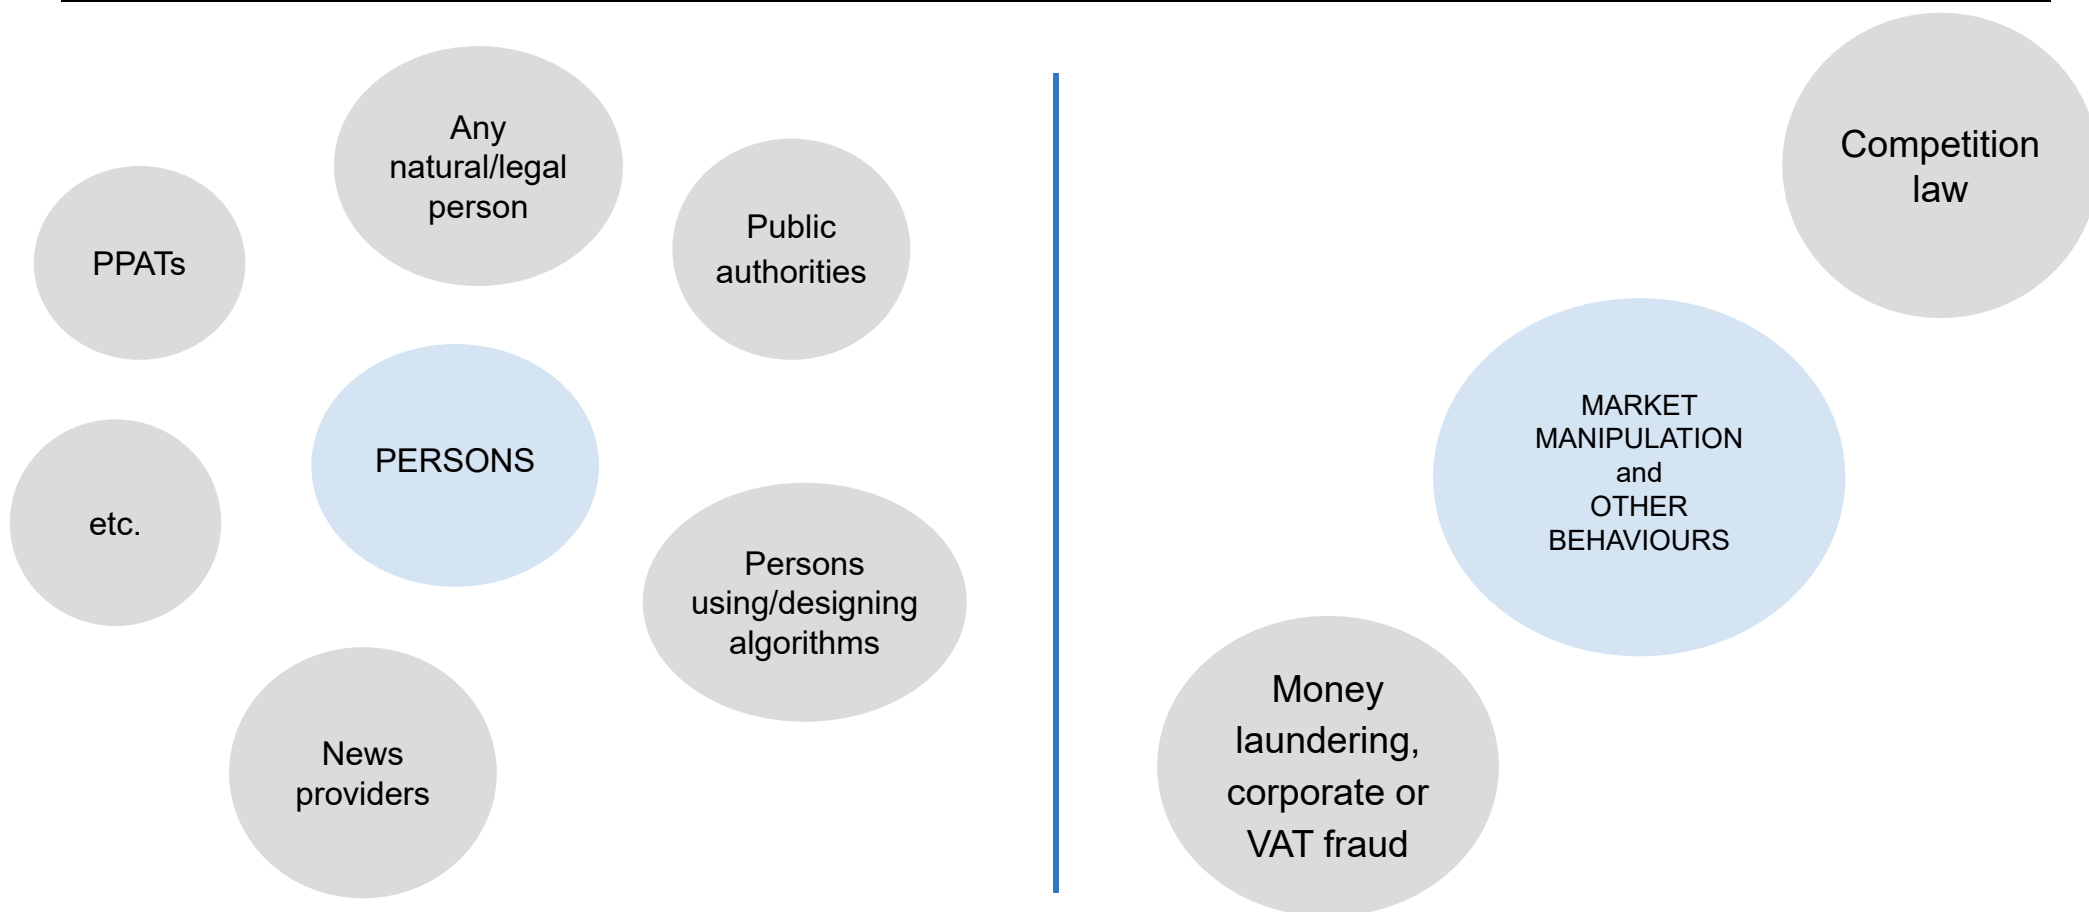 Any
natural/legal
person
PPATs
Public
authorities
PERSONS
etc.
Persons
using/designing
algorithms
News
providers
Competition
law
MARKET
MANIPULATION
and
OTHER
BEHAVIOURS
Money
laundering,
corporate or
VAT fraud